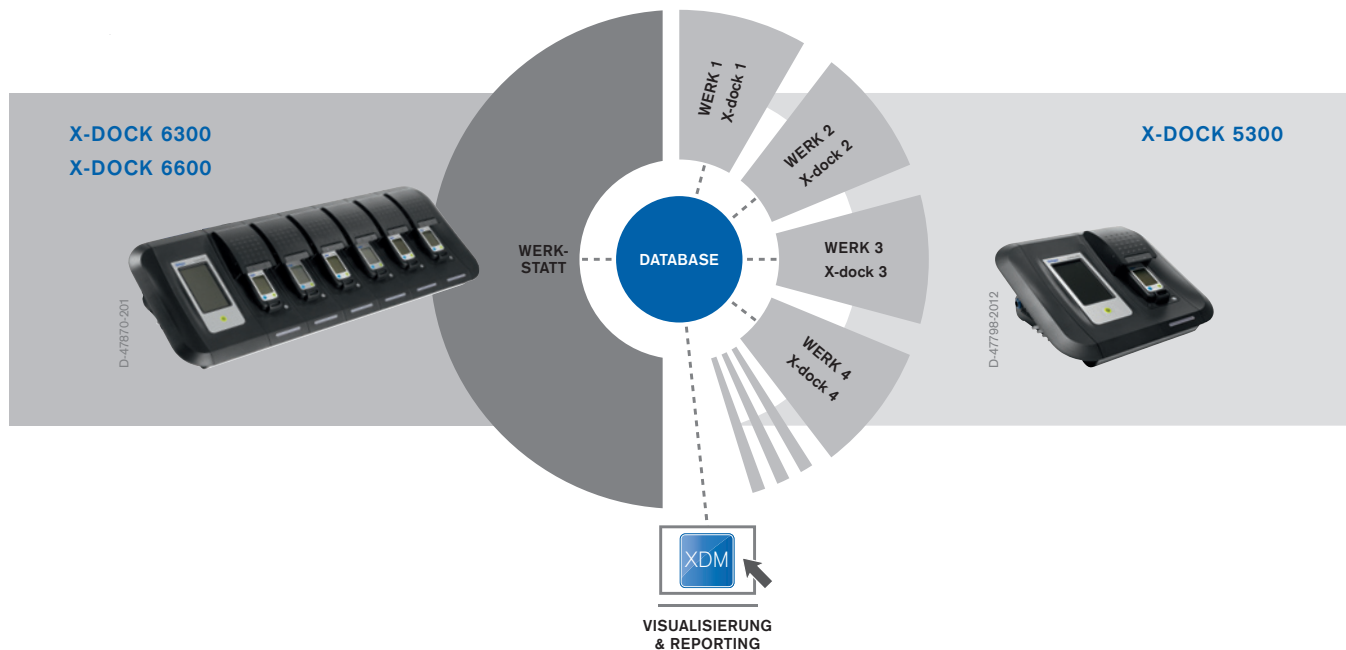 X-DOCK 6300
X-DOCK 6600
D-47870-201
WERK-
STATT
DATABASE
WERK 1
X-dock 1
WERK 2
X-dock 2
WERK 3
X-dock 3
WERK 4
X-dock 4
X-DOCK 5300
D-47798-2012
XDM
VISUALISIERUNG
& REPORTING